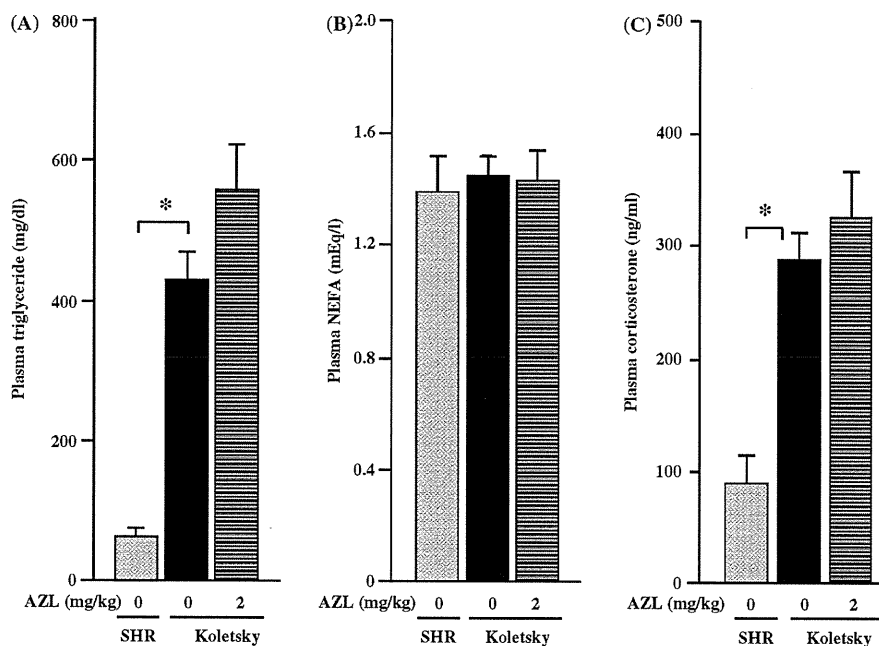 (A)
800
600
400
200
0
Plasma triglyceride (mg/dl)
*
AZL (mg/kg) 0 0 2
SHR Koletsky
(B)
2.0
1.6
1.2
0.8
0.4
0
Plasma NEFA (mEq/l)
(mg/kg) 0 0 2
SHR Koletsky
(C)
500
400
300
200
100
0
Plasma corticosterone (ng/ml)
*
AZL (mg/kg) 0 0 2
SHR Koletsky